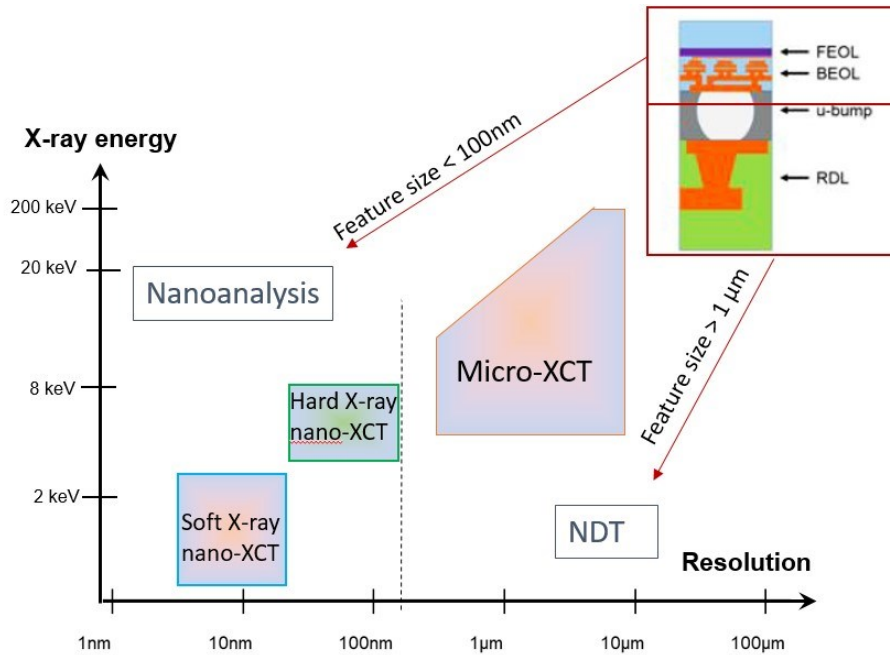 FEOL
BEOL
u-bump
RDL
X-ray energy
Feature size < 100nm
200 keV
20 keV
Nanoanalysis
Feature size > 1 µm
Micro-XCT
8 keV
Hard X-ray
nano-XCT
2 keV
Soft X-ray
nano-XCT
NDT
Resolution
1nm
10nm
100nm
1µm
10µm
100µm